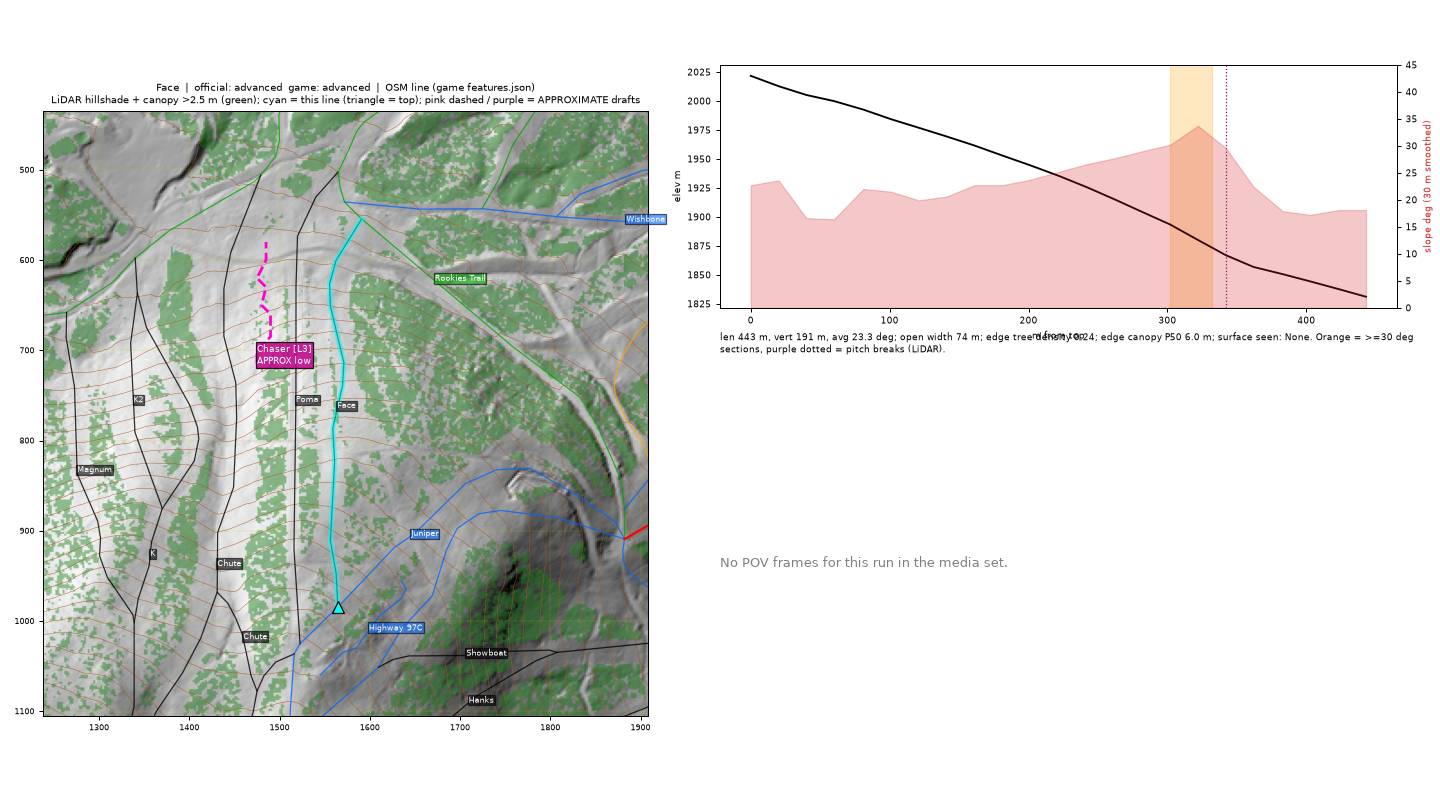 Face | official: advanced game: advanced | OSM line (game features.json)
LiDAR hillshade + canopy >2.5 m (green); cyan = this line (triangle = top); pink dashed / purple = APPROXIMATE drafts
500
600
700
800
900
1000
1100
1300
1400
1500
1600
1700
1800
1900
Wishbone
Rookies Trail
Chaser [L3]
APPROX low
K2
Poma
Face
Magnum
Juniper
K
Chute
Highway 97C
Chute
Showboat
Hanks
elev m
2025
2000
1975
1950
1925
1900
1875
1850
1825
0
100
200
300
400
m from top
45
40
35
30
25
20
15
10
5
0
slope deg (30 m smoothed)
len 443 m, vert 191 m, avg 23.3 deg; open width 74 m; edge tree density 0.24; edge canopy P50 6.0 m; surface seen: None. Orange = >=30 deg
sections, purple dotted = pitch breaks (LiDAR).
No POV frames for this run in the media set.